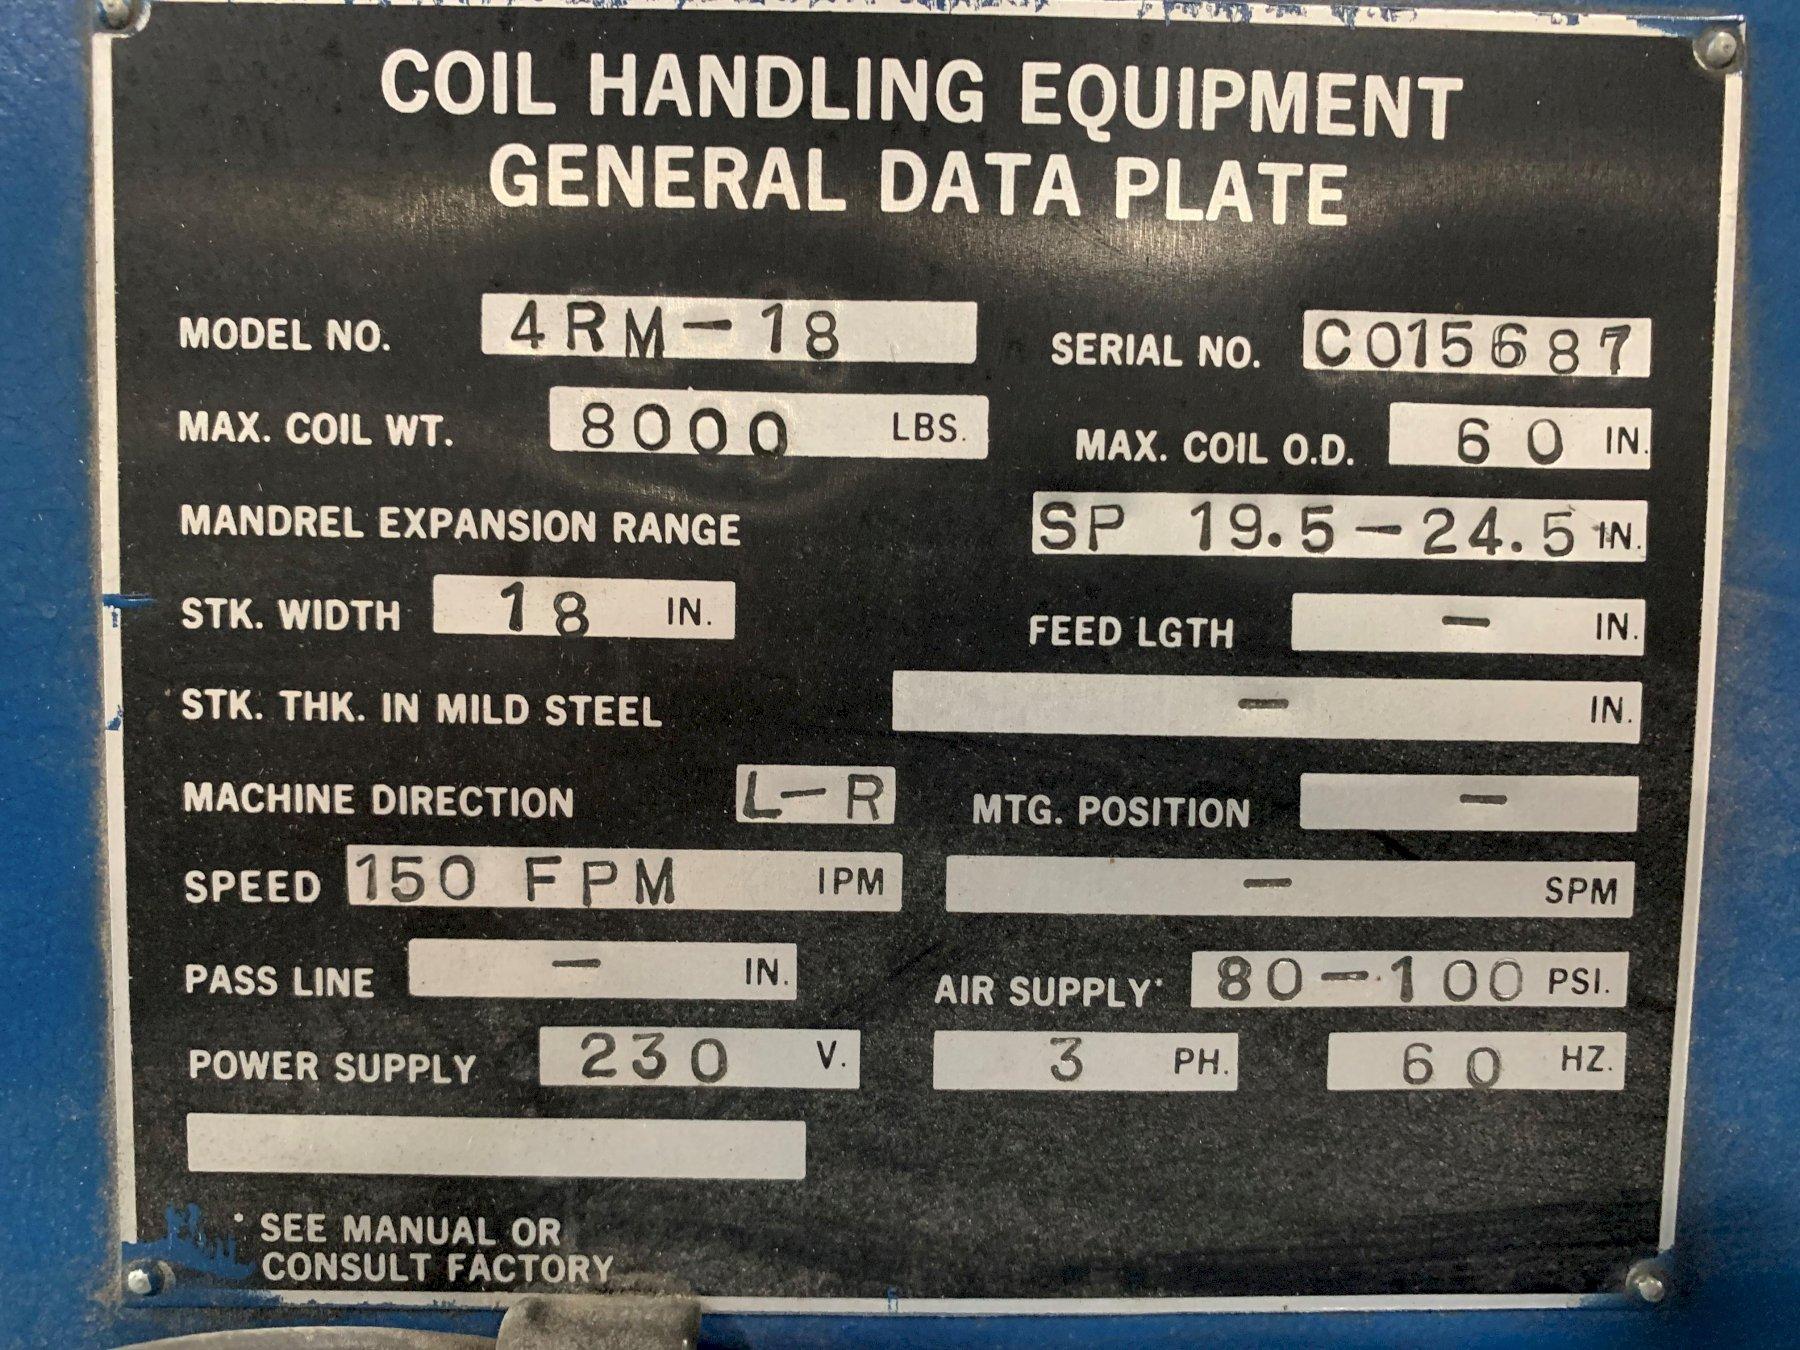 COIL HANDLING EQUIPMENT
GENERAL DATA PLATE
MODEL NO. 4RM-18 SERIAL NO. C015687
MAX. COIL WT. 8000 LBS. MAX. COIL O.D. 60 IN.
MANDREL EXPANSION RANGE SP 19.5-24.5 IN.
STK. WIDTH 18 IN. FEED LGTH - IN.
STK. THK. IN MILD STEEL - IN.
MACHINE DIRECTION L-R MTG. POSITION -
SPEED 150 FPM IPM - SPM
PASS LINE - IN. AIR SUPPLY* 80-100 PSI.
POWER SUPPLY 230 V. 3 PH. 60 HZ.
* SEE MANUAL OR
CONSULT FACTORY